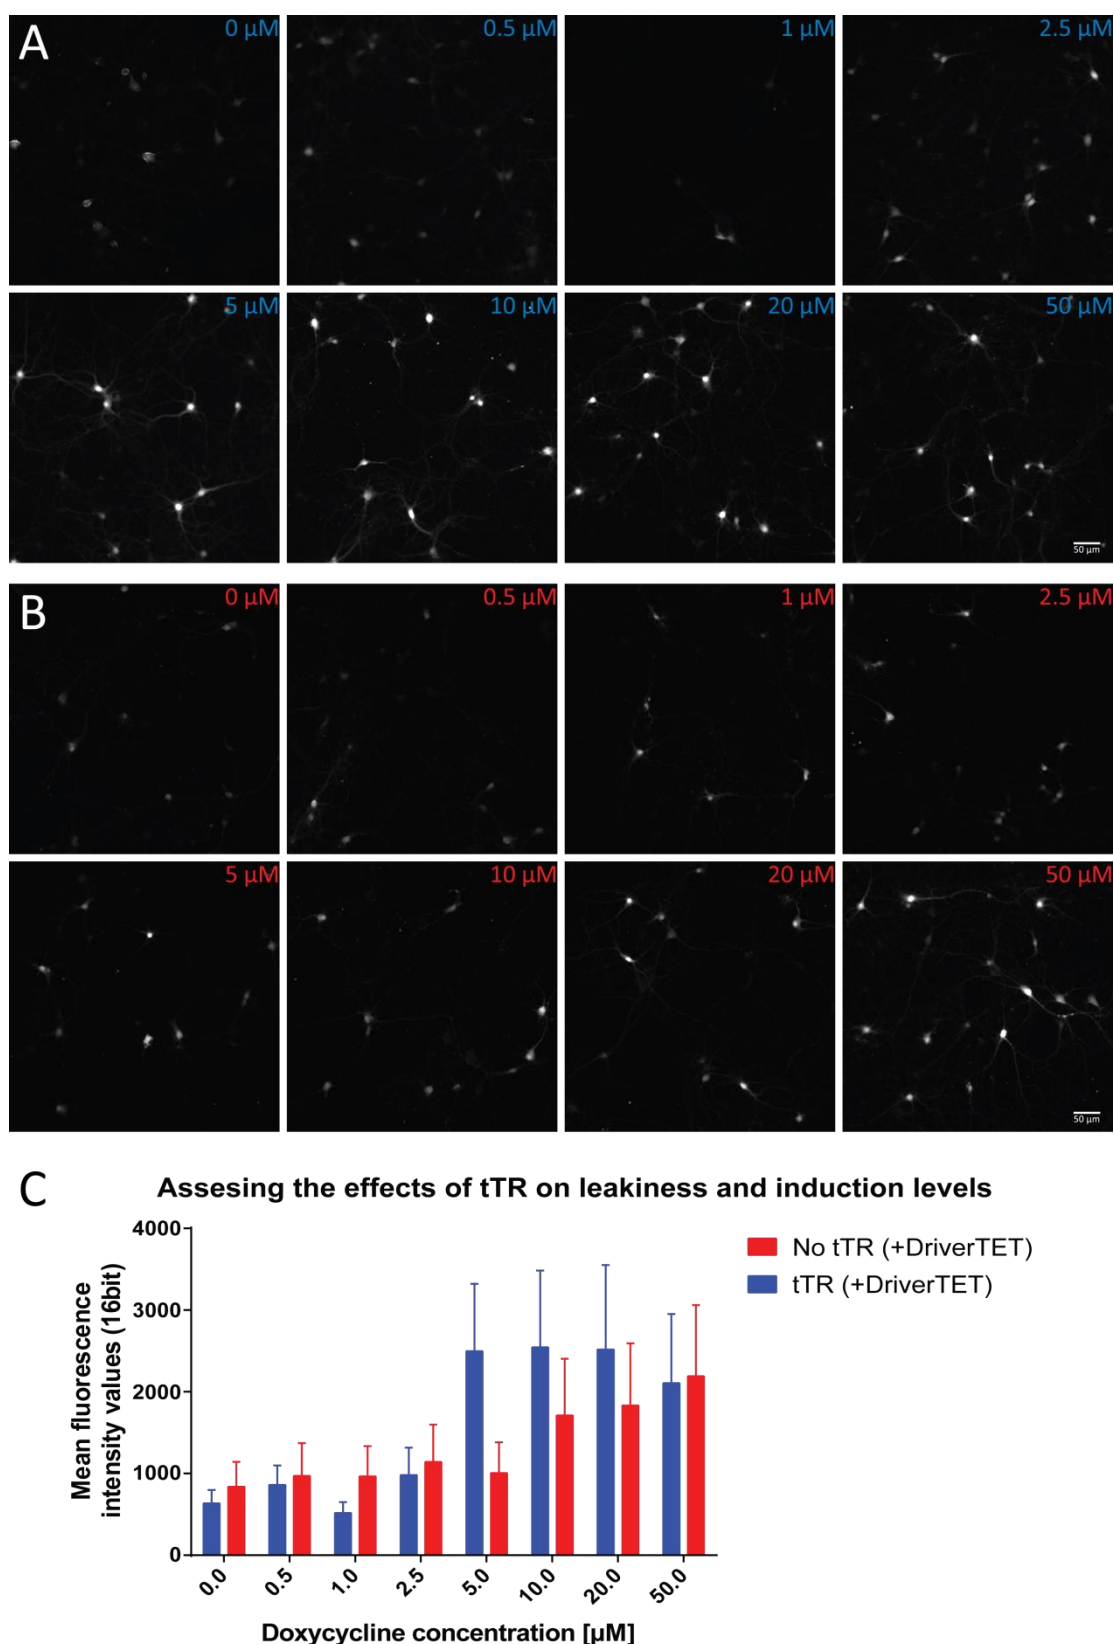 A
0 µM
0.5 µM
1 µM
2.5 µM
5 µM
10 µM
20 µM
50 µM
50 µm
B
0 µM
0.5 µM
1 µM
2.5 µM
5 µM
10 µM
20 µM
50 µM
50 µm
C
Assesing the effects of tTR on leakiness and induction levels
Mean fluorescence
intensity values (16bit)
4000
3000
2000
1000
0
No tTR (+DriverTET)
tTR (+DriverTET)
0.0
0.5
1.0
2.5
5.0
10.0
20.0
50.0
Doxycycline concentration [µM]